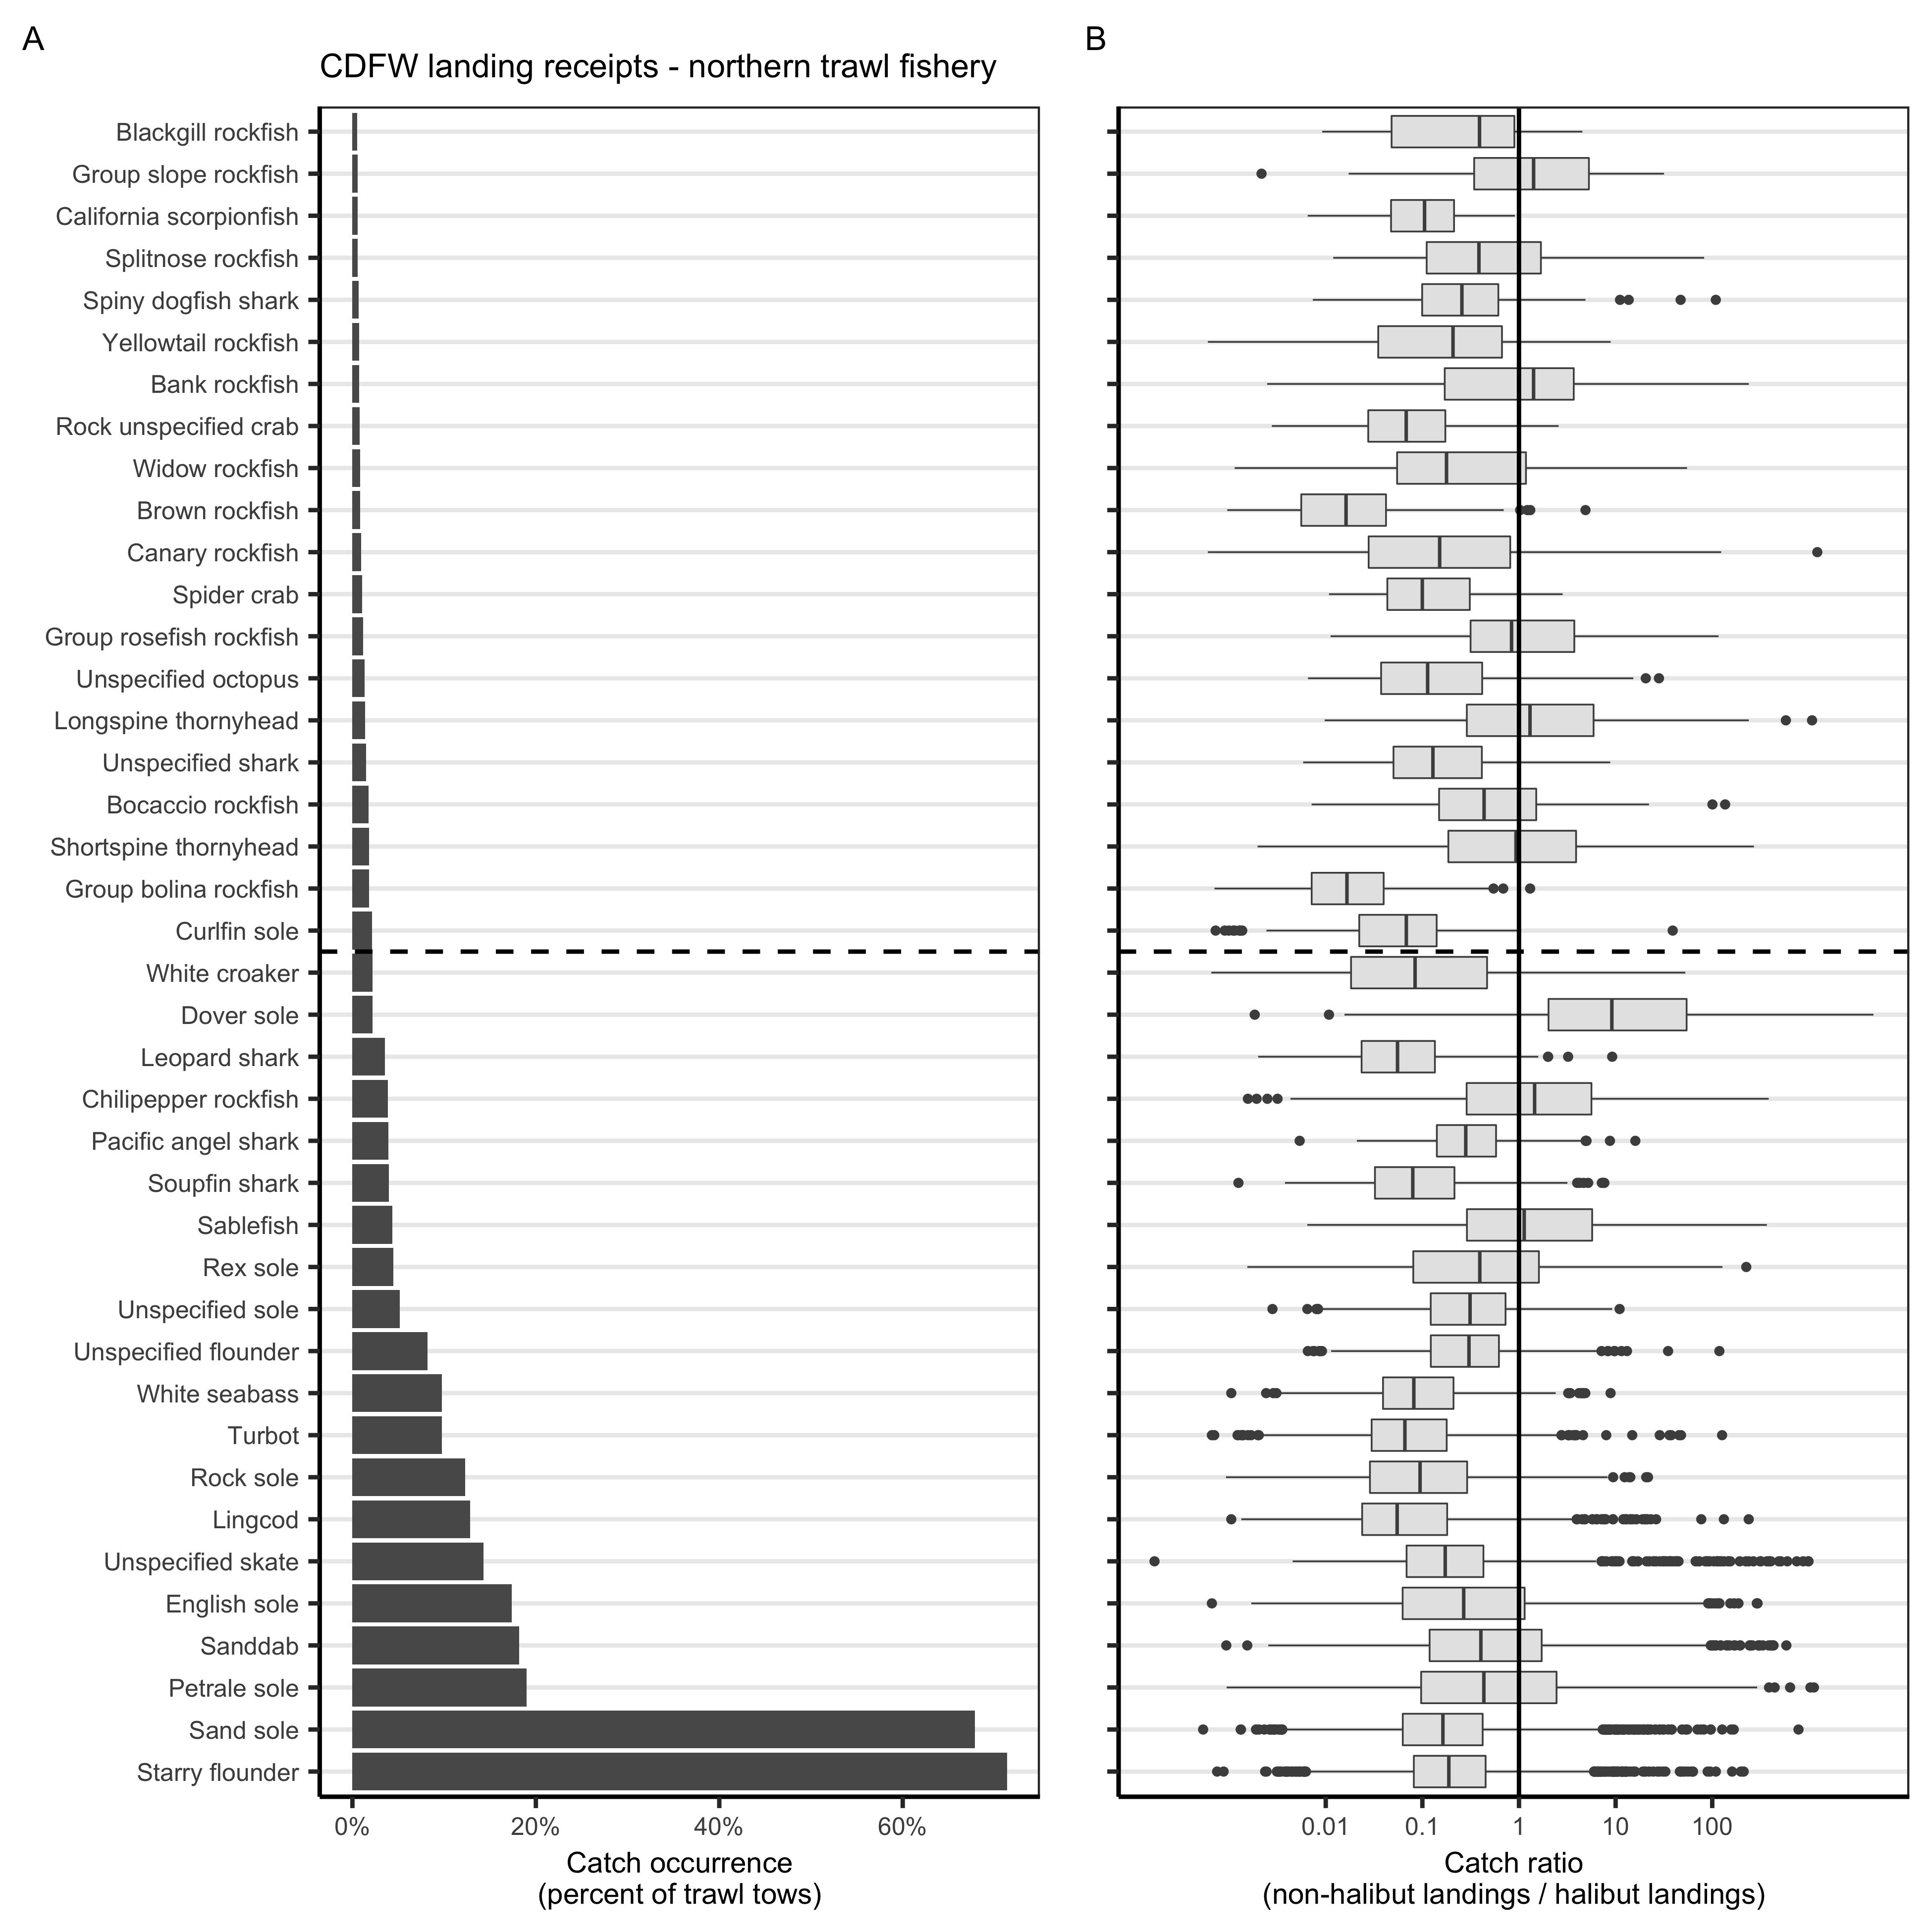 A
B
CDFW landing receipts - northern trawl fishery
Blackgill rockfish
Group slope rockfish
California scorpionfish
Splitnose rockfish
Spiny dogfish shark
Yellowtail rockfish
Bank rockfish
Rock unspecified crab
Widow rockfish
Brown rockfish
Canary rockfish
Spider crab
Group rosefish rockfish
Unspecified octopus
Longspine thornyhead
Unspecified shark
Bocaccio rockfish
Shortspine thornyhead
Group bolina rockfish
Curlfin sole
White croaker
Dover sole
Leopard shark
Chilipepper rockfish
Pacific angel shark
Soupfin shark
Sablefish
Rex sole
Unspecified sole
Unspecified flounder
White seabass
Turbot
Rock sole
Lingcod
Unspecified skate
English sole
Sanddab
Petrale sole
Sand sole
Starry flounder
0% 20% 40% 60%
Catch occurrence
(percent of trawl tows)
0.01 0.1 1 10 100
Catch ratio
(non-halibut landings / halibut landings)